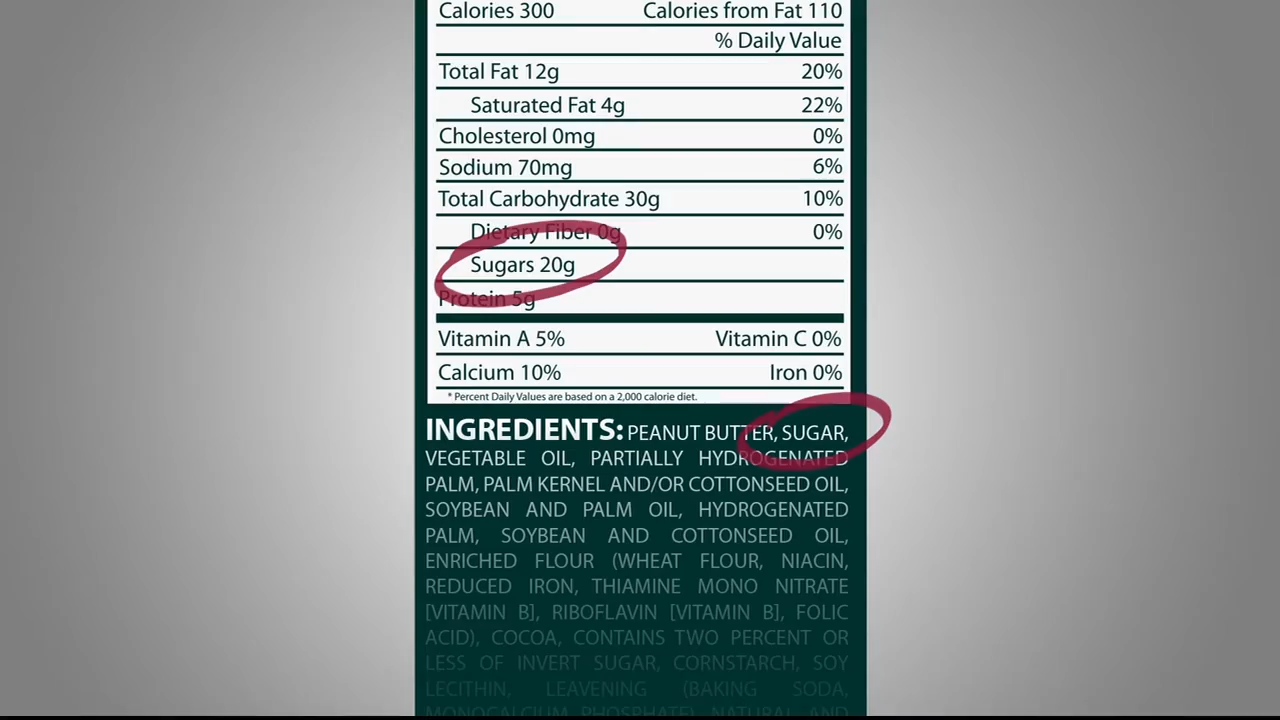 Calories 300 Calories from Fat 110
% Daily Value
Total Fat 12g 20%
Saturated Fat 4g 22%
Cholesterol 0mg 0%
Sodium 70mg 6%
Total Carbohydrate 30g 10%
Dietary Fiber 0g 0%
Sugars 20g
Protein 5g
Vitamin A 5% Vitamin C 0%
Calcium 10% Iron 0%
* Percent Daily Values are based on a 2,000 calorie diet.
INGREDIENTS: PEANUT BUTTER, SUGAR,
VEGETABLE OIL, PARTIALLY HYDROGENATED
PALM, PALM KERNEL AND/OR COTTONSEED OIL,
SOYBEAN AND PALM OIL, HYDROGENATED
PALM, SOYBEAN AND COTTONSEED OIL,
ENRICHED FLOUR (WHEAT FLOUR, NIACIN,
REDUCED IRON, THIAMINE MONO NITRATE
[VITAMIN B], RIBOFLAVIN [VITAMIN B], FOLIC
ACID), COCOA, CONTAINS TWO PERCENT OR
LESS OF INVERT SUGAR, CORNSTARCH, SOY
LECITHIN, LEAVENING (BAKING SODA,
MONOCALCIUM PHOSPHATE), NATURAL AND